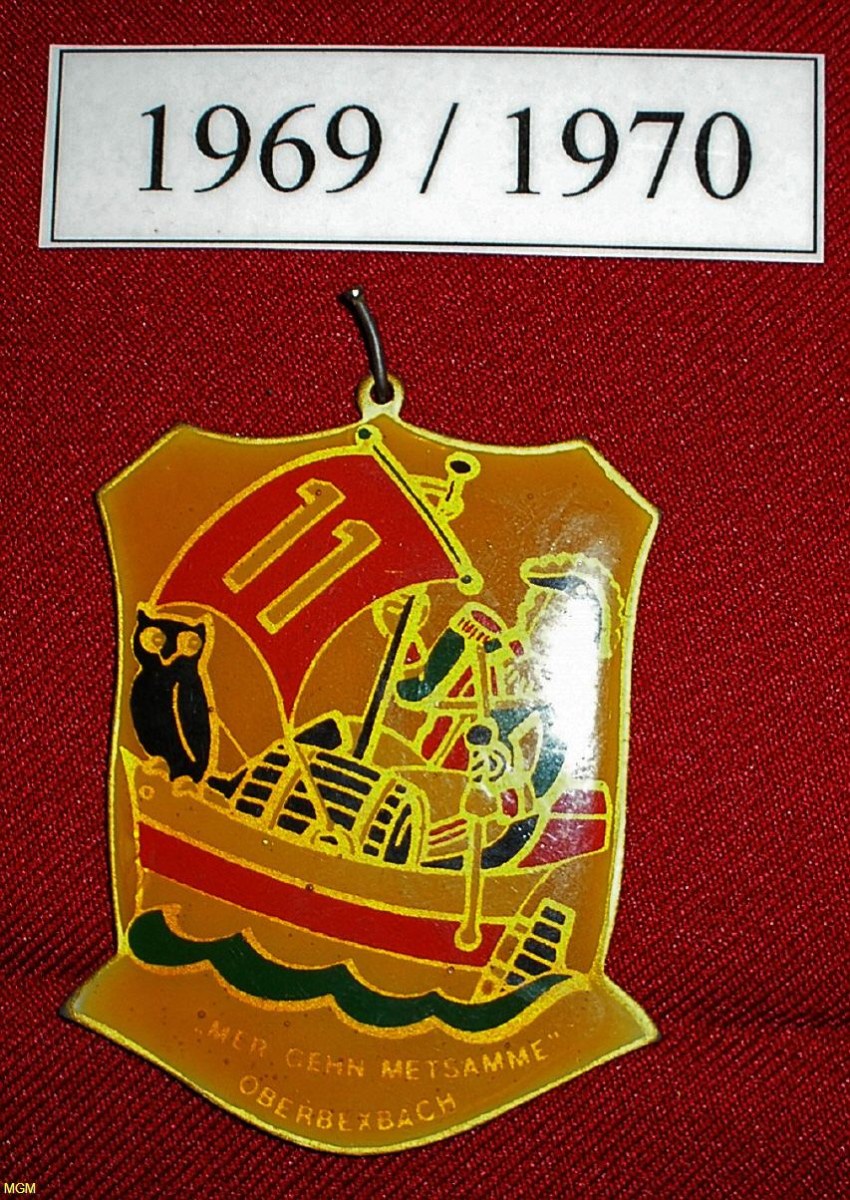 1969 / 1970
11
„MER GEHN METSAMME"
OBERBEXBACH
MGM